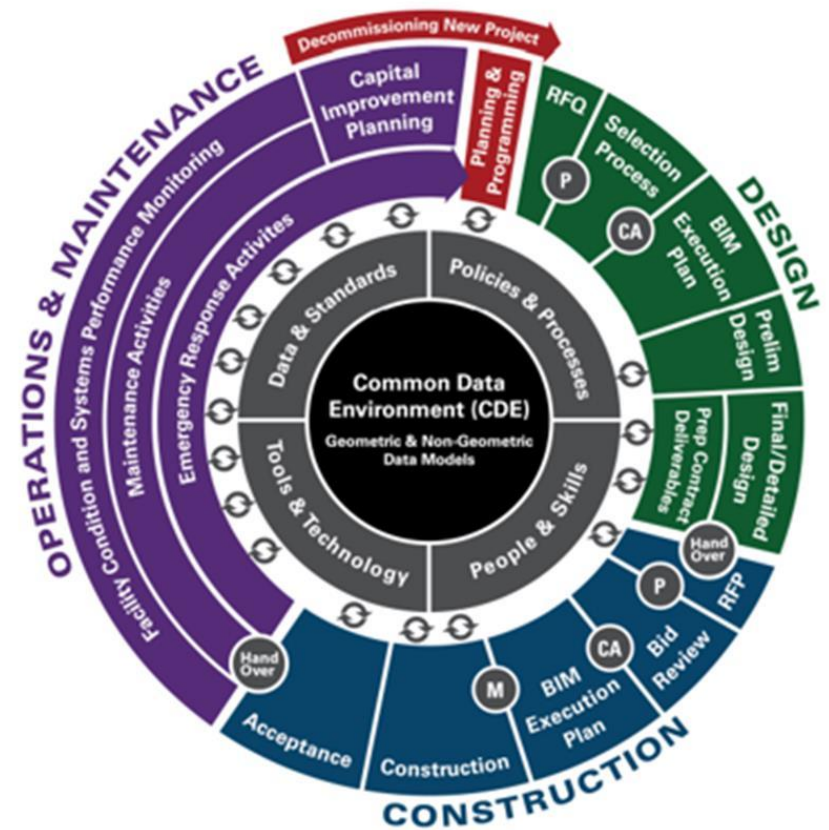 Decommissioning New Project
OPERATIONS & MAINTENANCE
Capital
Improvement
Planning
Facility Condition and Systems Performance Monitoring
Maintenance Activities
Emergency Response Activites
Planning &
Programming
DESIGN
RFQ
P
Selection
Process
CA
BIM
Execution
Plan
Prelim
Design
Final/Detailed
Design
Prep Contract
Deliverables
Hand
Over
CONSTRUCTION
RFP
P
Bid
Review
CA
BIM
Execution
Plan
M
Construction
Acceptance
Hand
Over
Data & Standards
Policies & Processes
People & Skills
Tools & Technology
Common Data
Environment (CDE)
Geometric & Non-Geometric
Data Models